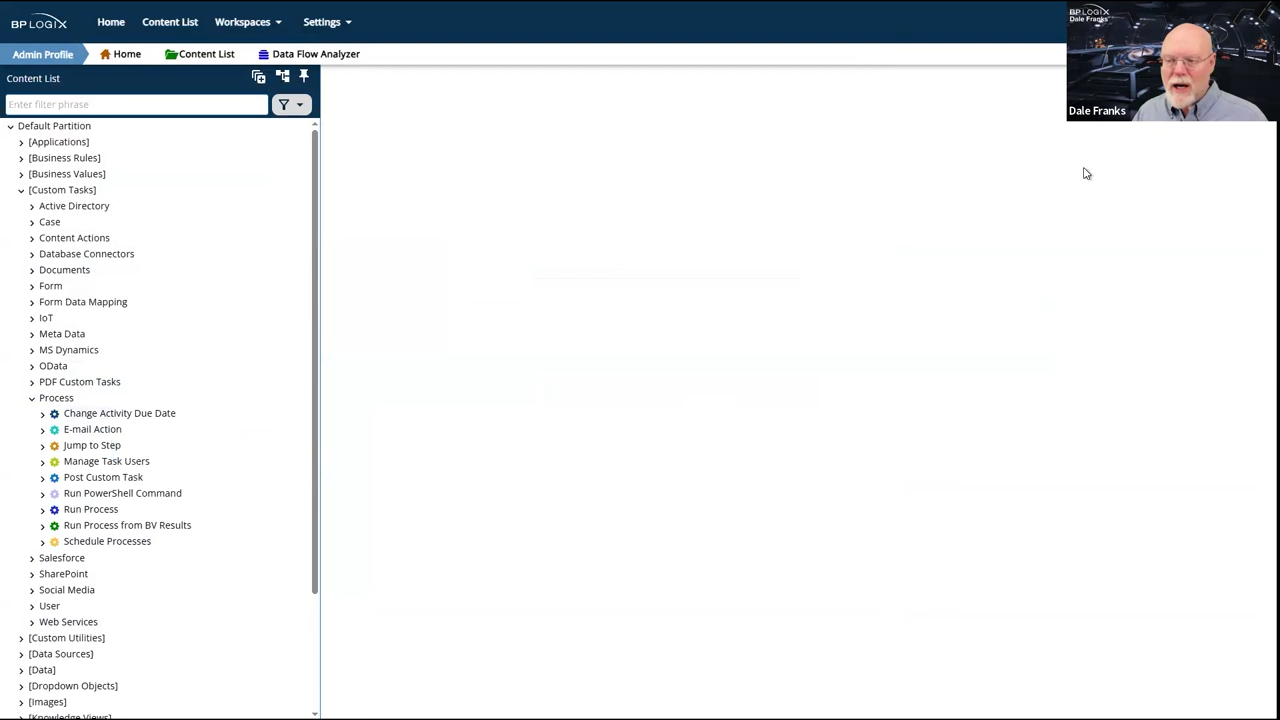 BP LOGIX
Home
Content List
Workspaces
Settings
BP LOGIX
Dale Franks
Admin Profile
Home
Content List
Data Flow Analyzer
Dale Franks
Content List
Enter filter phrase
Default Partition
[Applications]
[Business Rules]
[Business Values]
[Custom Tasks]
Active Directory
Case
Content Actions
Database Connectors
Documents
Form
Form Data Mapping
IoT
Meta Data
MS Dynamics
OData
PDF Custom Tasks
Process
Change Activity Due Date
E-mail Action
Jump to Step
Manage Task Users
Post Custom Task
Run PowerShell Command
Run Process
Run Process from BV Results
Schedule Processes
Salesforce
SharePoint
Social Media
User
Web Services
[Custom Utilities]
[Data Sources]
[Data]
[Dropdown Objects]
[Images]
[Knowledge Views]